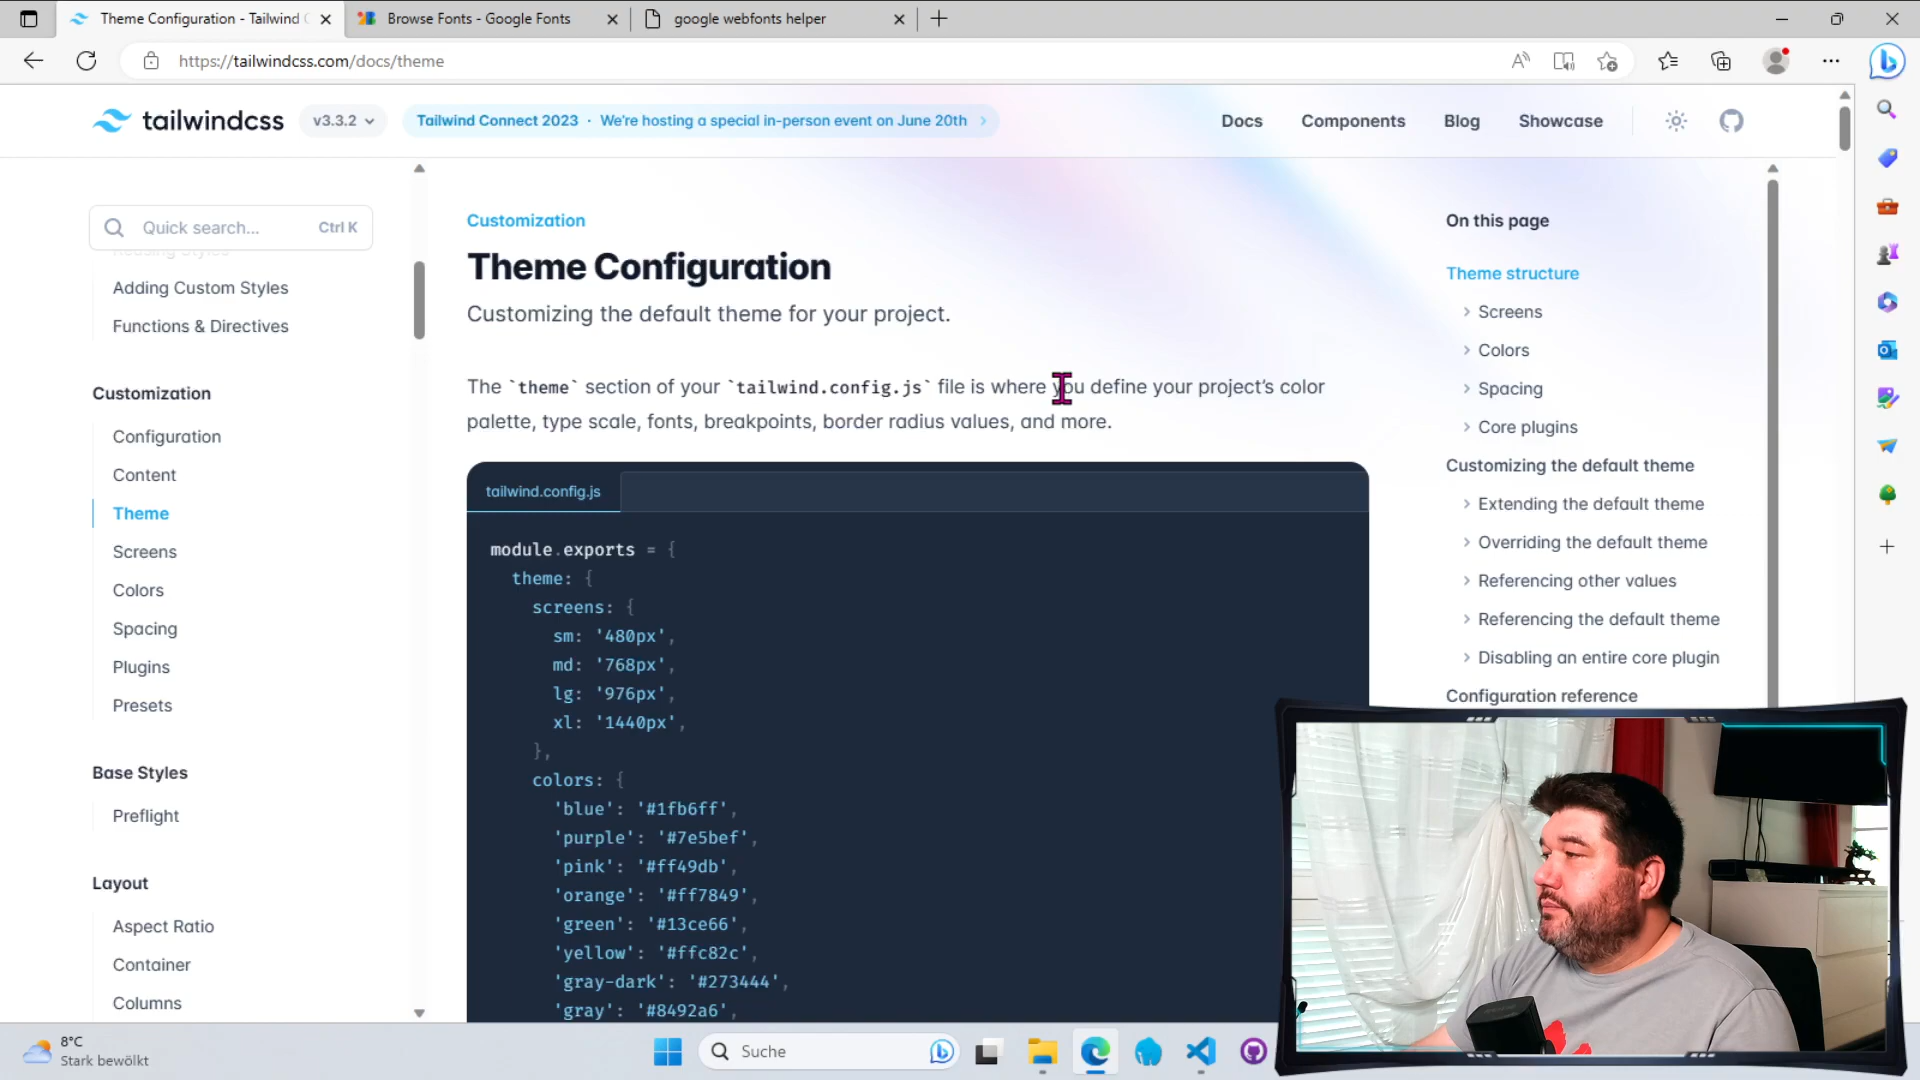 Theme Configuration - Tailwind C
Browse Fonts - Google Fonts
google webfonts helper
https://tailwindcss.com/docs/theme
tailwindcss
v3.3.2
Tailwind Connect 2023 · We're hosting a special in-person event on June 20th
Docs
Components
Blog
Showcase
Quick search...
Ctrl K
Adding Custom Styles
Functions & Directives
Customization
Configuration
Content
Theme
Screens
Colors
Spacing
Plugins
Presets
Base Styles
Preflight
Layout
Aspect Ratio
Container
Columns
Customization
Theme Configuration
Customizing the default theme for your project.
The `theme` section of your `tailwind.config.js` file is where you define your project's color
palette, type scale, fonts, breakpoints, border radius values, and more.
tailwind.config.js
module.exports = {
theme: {
screens: {
sm: '480px',
md: '768px',
lg: '976px',
xl: '1440px',
},
colors: {
'blue': '#1fb6ff',
'purple': '#7e5bef',
'pink': '#ff49db',
'orange': '#ff7849',
'green': '#13ce66',
'yellow': '#ffc82c',
'gray-dark': '#273444',
'gray': '#8492a6',
On this page
Theme structure
Screens
Colors
Spacing
Core plugins
Customizing the default theme
Extending the default theme
Overriding the default theme
Referencing other values
Referencing the default theme
Disabling an entire core plugin
Configuration reference
8°C
Stark bewölkt
Suche